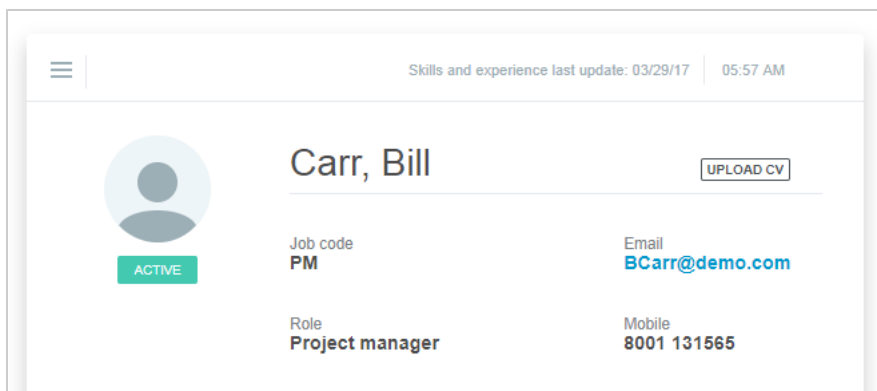 Skills and experience last update: 03/29/17 05:57 AM
Carr, Bill
UPLOAD CV
ACTIVE
Job code
PM
Email
BCarr@demo.com
Role
Project manager
Mobile
8001 131565